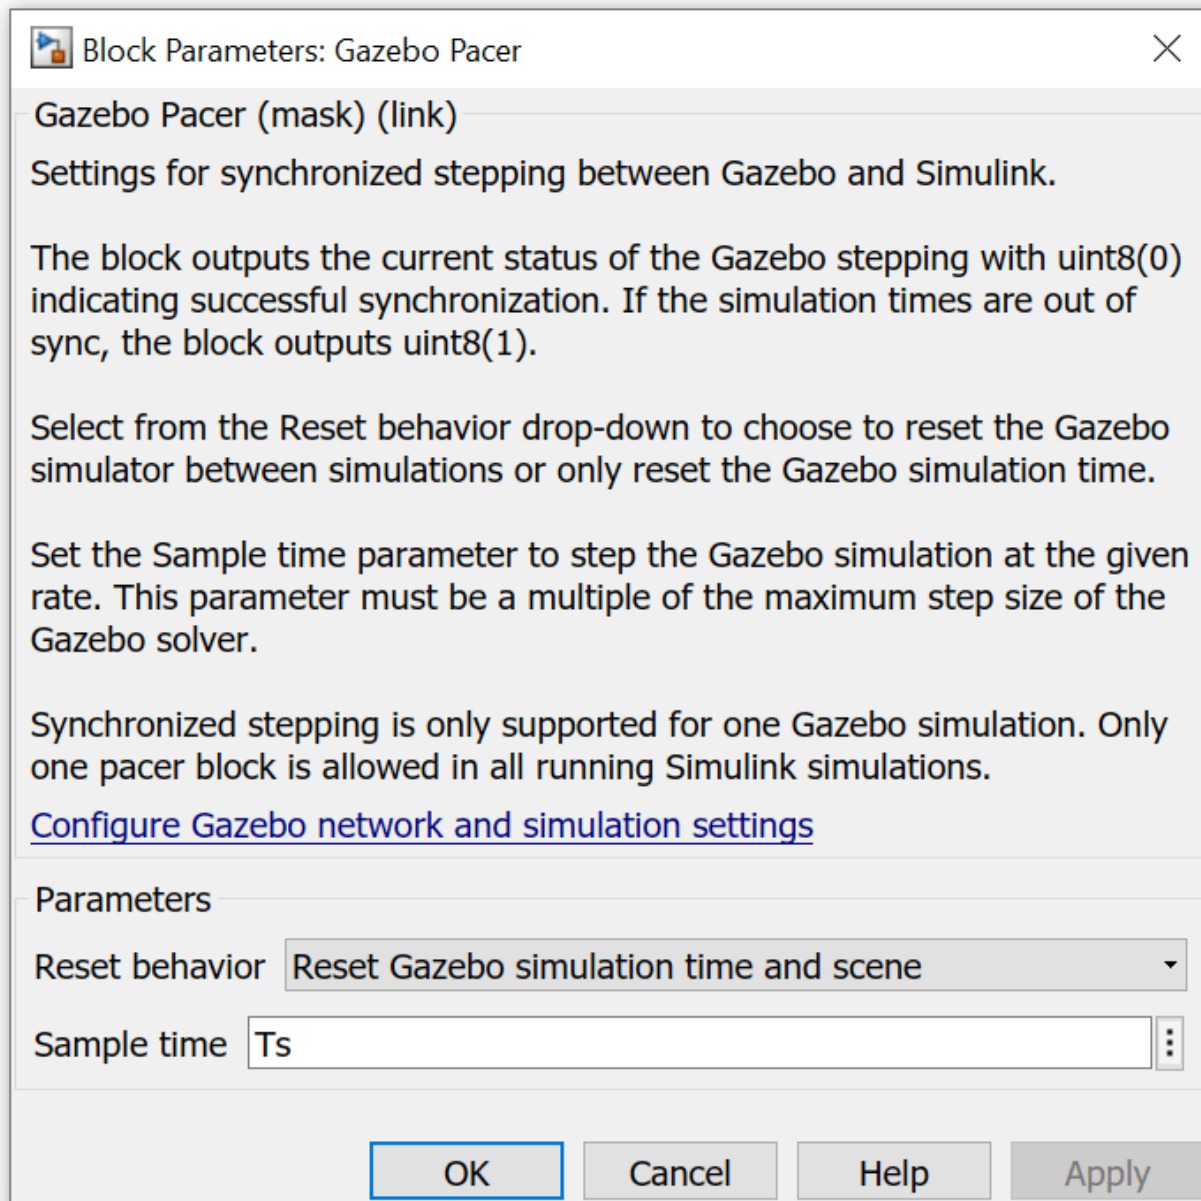 Block Parameters: Gazebo Pacer
Gazebo Pacer (mask) (link)
Settings for synchronized stepping between Gazebo and Simulink.
The block outputs the current status of the Gazebo stepping with uint8(0)
indicating successful synchronization. If the simulation times are out of
sync, the block outputs uint8(1).
Select from the Reset behavior drop-down to choose to reset the Gazebo
simulator between simulations or only reset the Gazebo simulation time.
Set the Sample time parameter to step the Gazebo simulation at the given
rate. This parameter must be a multiple of the maximum step size of the
Gazebo solver.
Synchronized stepping is only supported for one Gazebo simulation. Only
one pacer block is allowed in all running Simulink simulations.
Configure Gazebo network and simulation settings
Parameters
Reset behavior Reset Gazebo simulation time and scene
Sample time Ts
OK Cancel Help Apply